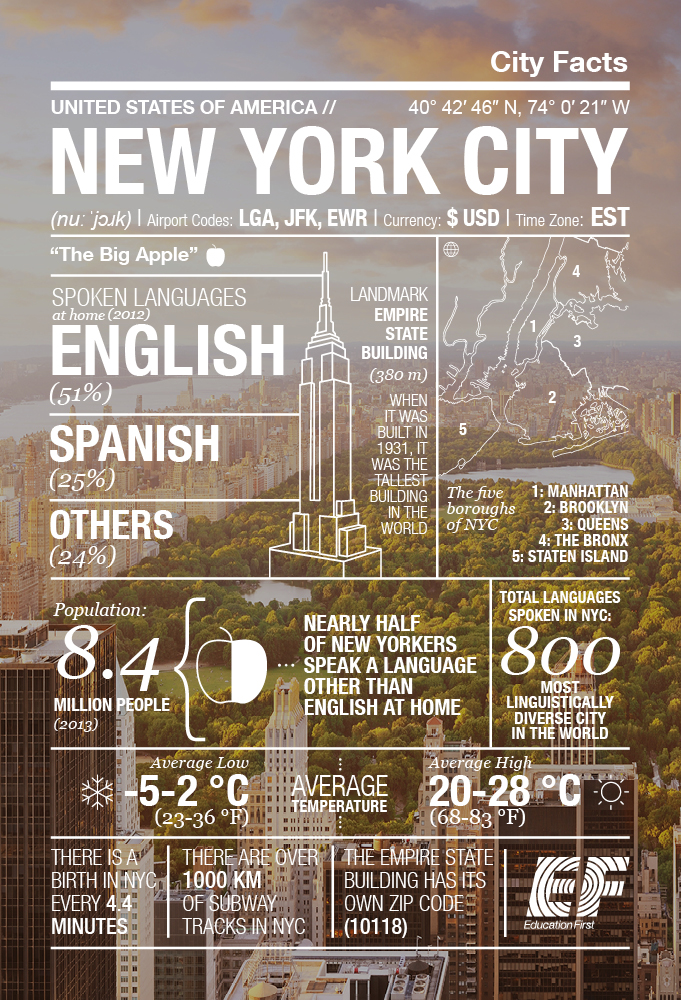 City Facts
UNITED STATES OF AMERICA //
40° 42′ 46″ N, 74° 0′ 21″ W
NEW YORK CITY
(nuː ˈjɔɹk) | Airport Codes: LGA, JFK, EWR | Currency: $ USD | Time Zone: EST
“The Big Apple”
SPOKEN LANGUAGES
at home (2012)
ENGLISH
(51%)
SPANISH
(25%)
OTHERS
(24%)
LANDMARK
EMPIRE
STATE
BUILDING
(380 m)
WHEN
IT WAS
BUILT IN
1931, IT
WAS THE
TALLEST
BUILDING
IN THE
WORLD
4
1
3
2
5
The five
boroughs
of NYC
1: MANHATTAN
2: BROOKLYN
3: QUEENS
4: THE BRONX
5: STATEN ISLAND
Population:
8.4
MILLION PEOPLE
(2013)
NEARLY HALF
OF NEW YORKERS
SPEAK A LANGUAGE
OTHER THAN
ENGLISH AT HOME
TOTAL LANGUAGES
SPOKEN IN NYC:
800
MOST
LINGUISTICALLY
DIVERSE CITY
IN THE WORLD
Average Low
-5-2 °C
(23-36 °F)
AVERAGE
TEMPERATURE
Average High
20-28 °C
(68-83 °F)
THERE IS A
BIRTH IN NYC
EVERY 4.4
MINUTES
THERE ARE OVER
1000 KM
OF SUBWAY
TRACKS IN NYC
THE EMPIRE STATE
BUILDING HAS ITS
OWN ZIP CODE
(10118)
EF
Education First